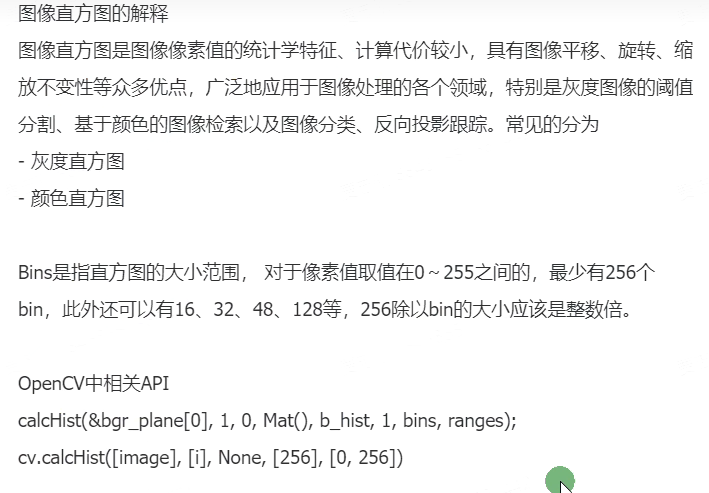 图像直方图的解释
图像直方图是图像像素值的统计学特征、计算代价较小，具有图像平移、旋转、缩
放不变性等众多优点，广泛地应用于图像处理的各个领域，特别是灰度图像的阈值
分割、基于颜色的图像检索以及图像分类、反向投影跟踪。常见的分为
- 灰度直方图
- 颜色直方图
Bins是指直方图的大小范围， 对于像素值取值在0～255之间的，最少有256个
bin，此外还可以有16、32、48、128等，256除以bin的大小应该是整数倍。
OpenCV中相关API
calcHist(&bgr_plane[0], 1, 0, Mat(), b_hist, 1, bins, ranges);
cv.calcHist([image], [i], None, [256], [0, 256])